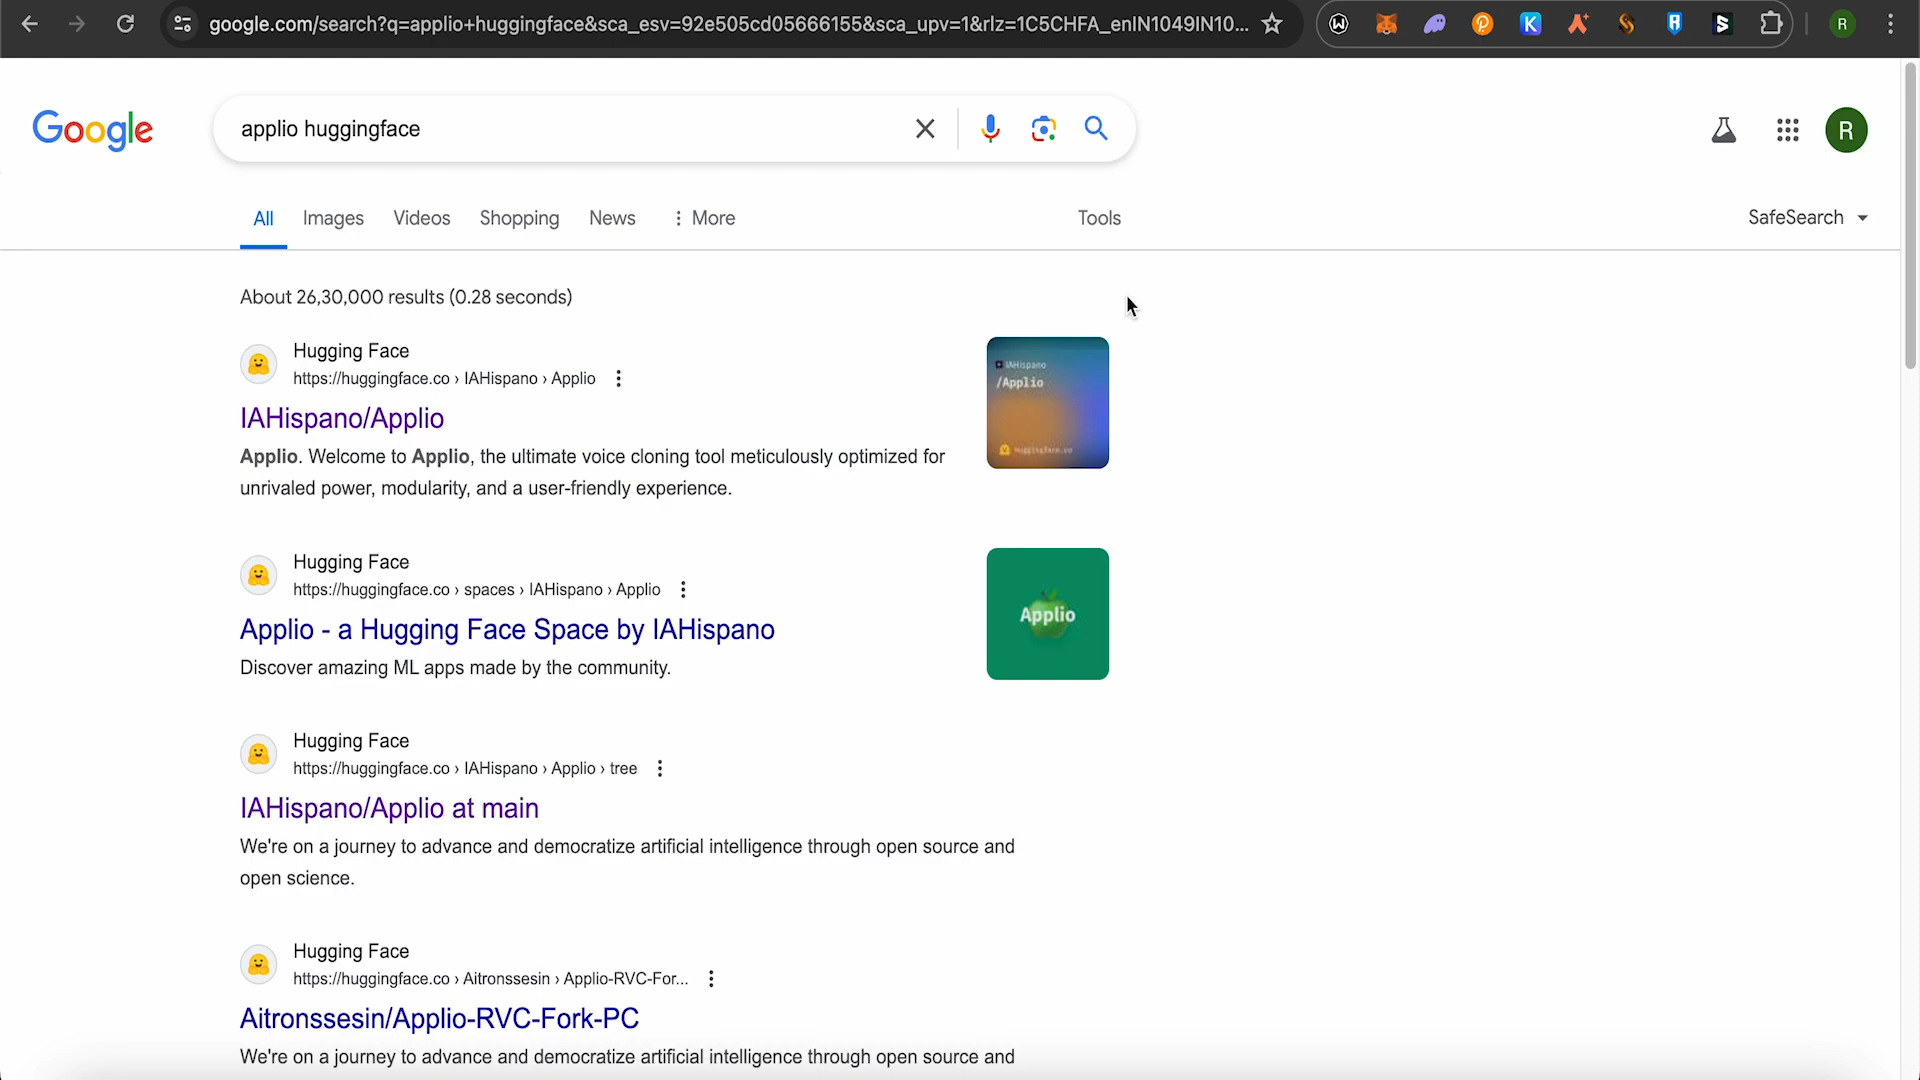 google.com/search?q=applio+huggingface&sca_esv=92e505cd05666155&sca_upv=1&rlz=1C5CHFA_enIN1049IN10...
R
Google
applio huggingface
R
All
Images
Videos
Shopping
News
More
Tools
SafeSearch
About 26,30,000 results (0.28 seconds)
Hugging Face
https://huggingface.co › IAHispano › Applio
IAHispano/Applio
Applio. Welcome to Applio, the ultimate voice cloning tool meticulously optimized for
unrivaled power, modularity, and a user-friendly experience.
IAHispano
/Applio
huggingface.co
Hugging Face
https://huggingface.co › spaces › IAHispano › Applio
Applio - a Hugging Face Space by IAHispano
Discover amazing ML apps made by the community.
Applio
Hugging Face
https://huggingface.co › IAHispano › Applio › tree
IAHispano/Applio at main
We're on a journey to advance and democratize artificial intelligence through open source and
open science.
Hugging Face
https://huggingface.co › Aitronssesin › Applio-RVC-For...
Aitronssesin/Applio-RVC-Fork-PC
We're on a journey to advance and democratize artificial intelligence through open source and